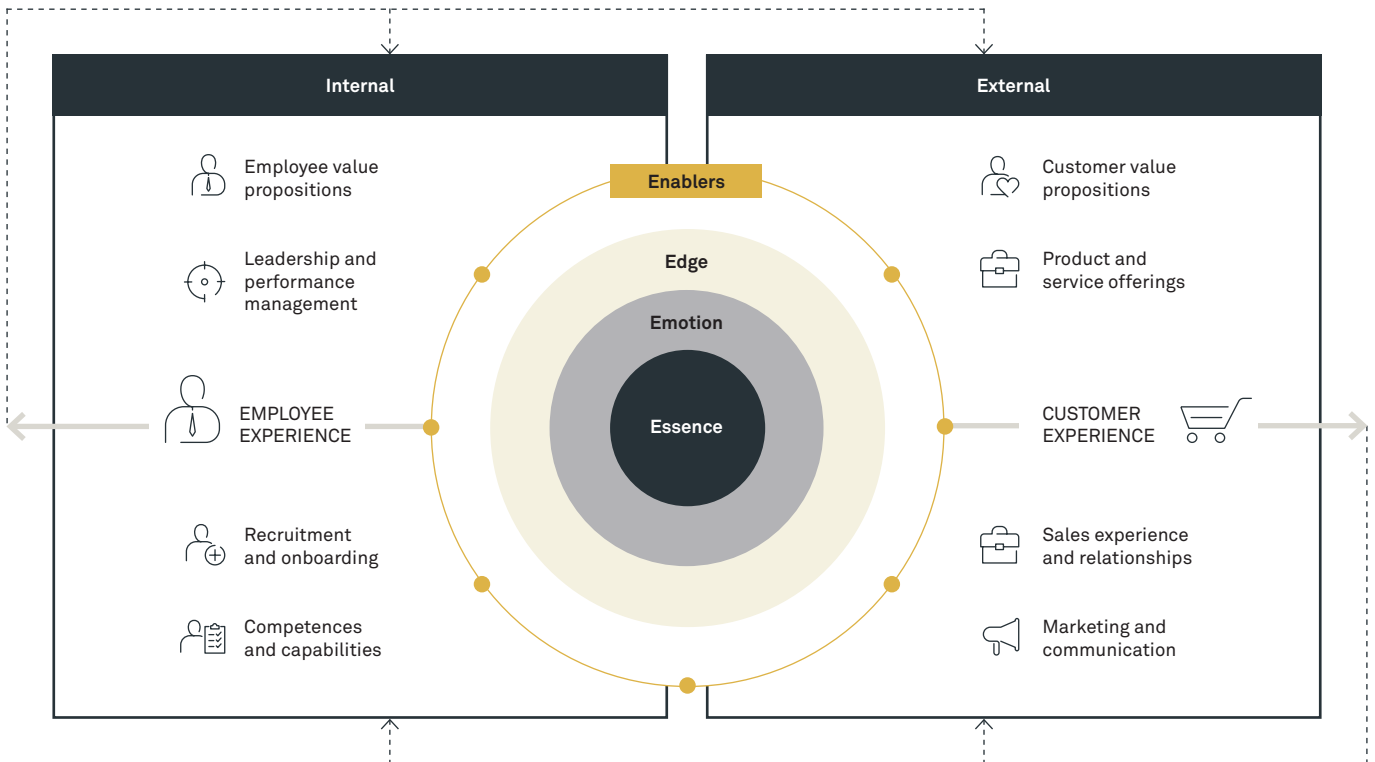 Internal
External
Employee value
propositions
Leadership and
performance
management
EMPLOYEE
EXPERIENCE
Recruitment
and onboarding
Competences
and capabilities
Enablers
Edge
Emotion
Essence
Customer value
propositions
Product and
service offerings
CUSTOMER
EXPERIENCE
Sales experience
and relationships
Marketing and
communication